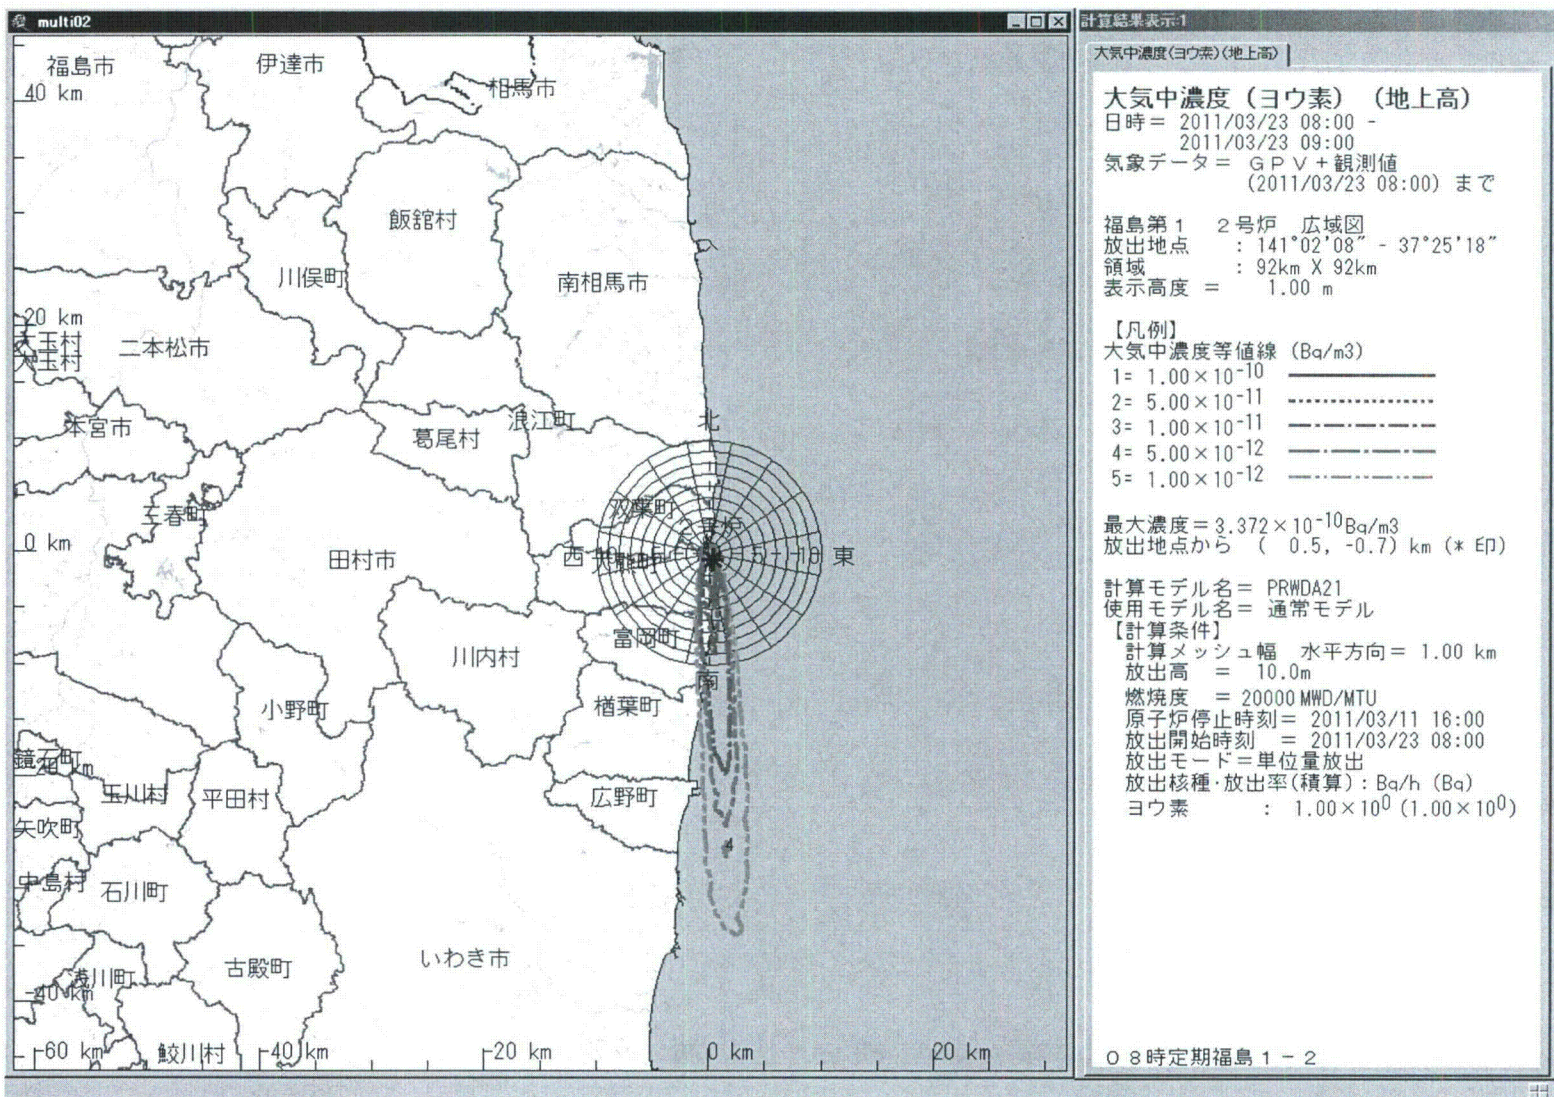 multi02
福島市
伊達市
相馬市
40 km
飯舘村
川俣町
南相馬市
20 km
大玉村
大玉村
二本松市
本宮市
葛尾村
浪江町
北
三春町
双葉町
2号炉
0 km
田村市
西
大熊町
東
富岡町
川内村
南
小野町
楢葉町
鏡石町
玉川村
平田村
広野町
矢吹町
4
中島村
石川町
いわき市
古殿町
浅川町
-40 km
鮫川村
-60 km
-40 km
-20 km
0 km
20 km
計算結果表示:1
大気中濃度(ヨウ素)(地上高)
大気中濃度(ヨウ素) (地上高)
日時= 2011/03/23 08:00 -
2011/03/23 09:00
気象データ= GPV+観測値
(2011/03/23 08:00) まで
福島第1 2号炉 広域図
放出地点 : 141°02'08" - 37°25'18"
領域 : 92km X 92km
表示高度 = 1.00 m
【凡例】
大気中濃度等値線 (Bq/m3)
1= 1.00×10⁻¹⁰
2= 5.00×10⁻¹¹
3= 1.00×10⁻¹¹
4= 5.00×10⁻¹²
5= 1.00×10⁻¹²
最大濃度=3.372×10⁻¹⁰Bq/m3
放出地点から ( 0.5, -0.7) km (* 印)
計算モデル名= PRWDA21
使用モデル名= 通常モデル
【計算条件】
計算メッシュ幅 水平方向= 1.00 km
放出高 = 10.0m
燃焼度 = 20000MWD/MTU
原子炉停止時刻= 2011/03/11 16:00
放出開始時刻 = 2011/03/23 08:00
放出モード=単位量放出
放出核種・放出率(積算):Bq/h (Bq)
ヨウ素 : 1.00×10⁰ (1.00×10⁰)
08時定期福島1-2